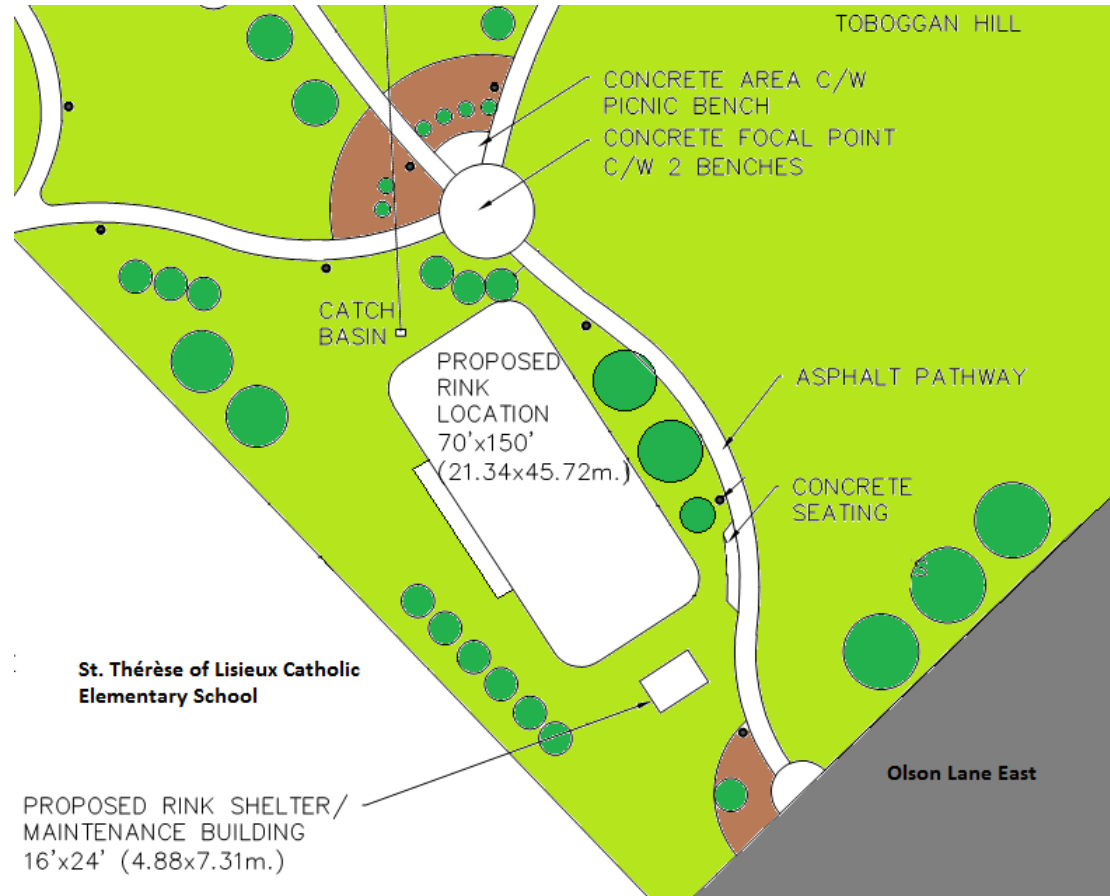 TOBOGGAN HILL
CONCRETE AREA C/W
PICNIC BENCH
CONCRETE FOCAL POINT
C/W 2 BENCHES
CATCH
BASIN
PROPOSED
RINK
LOCATION
70'x150'
(21.34x45.72m.)
ASPHALT PATHWAY
CONCRETE
SEATING
St. Thérèse of Lisieux Catholic
Elementary School
Olson Lane East
PROPOSED RINK SHELTER/
MAINTENANCE BUILDING
16'x24' (4.88x7.31m.)